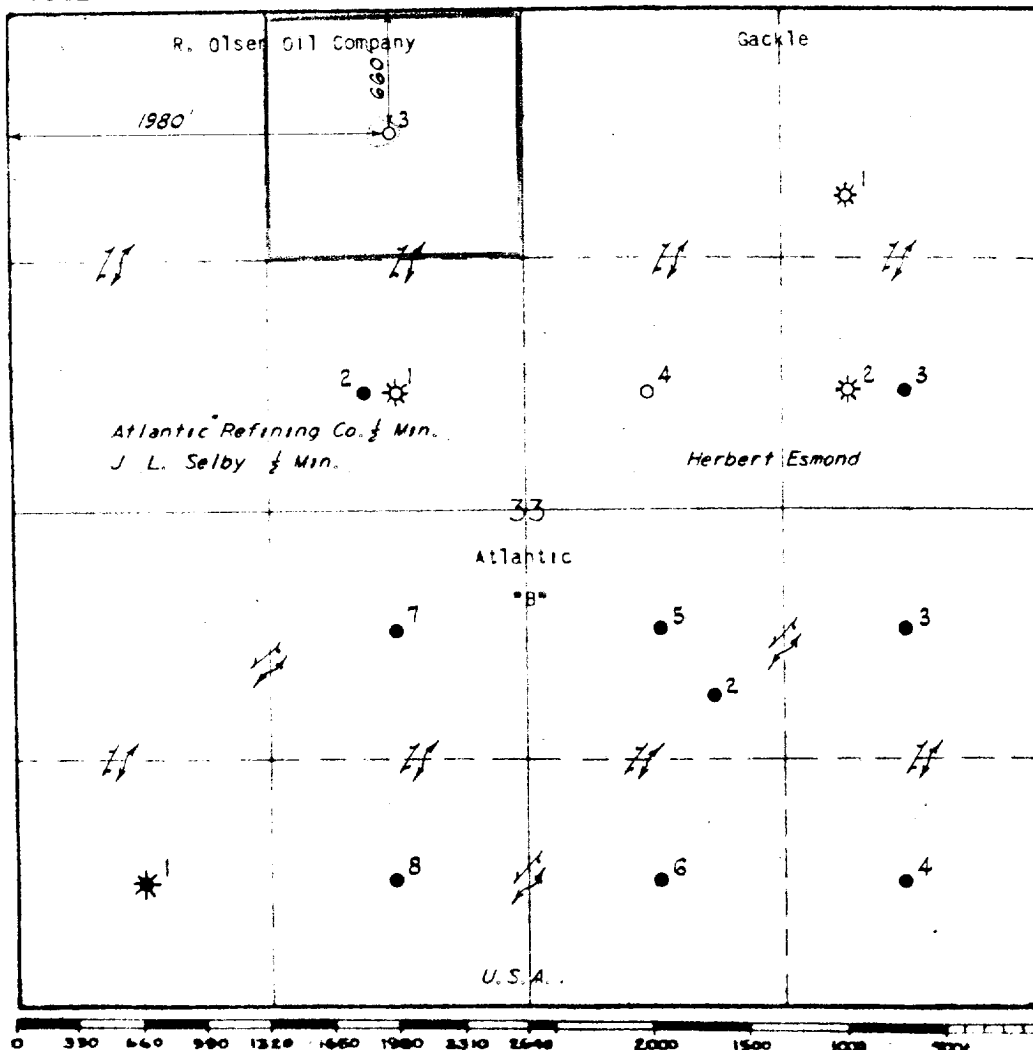 R. Olsen Oil Company
Gackle
660'
1980'
3
1
2
1
4
2
3
Atlantic Refining Co. ½ Min.
J. L. Selby ½ Min.
Herbert Esmond
33
Atlantic
"B"
7
5
3
2
1
8
6
4
U.S.A.
0 330 660 990 1320 1650 1980 2310 2640 2000 1500 1000 500